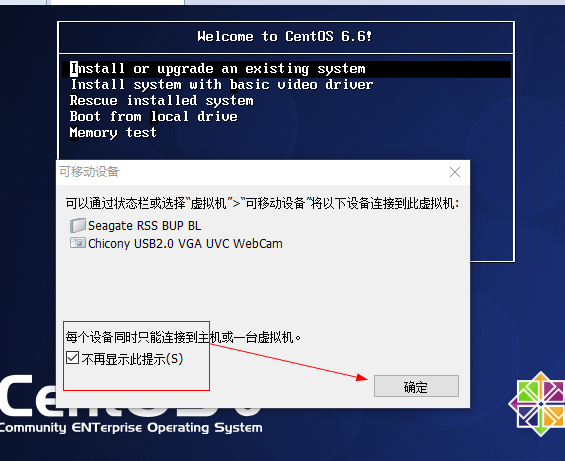 Welcome to CentOS 6.6!
Install or upgrade an existing system
Install system with basic video driver
Rescue installed system
Boot from local drive
Memory test
可移动设备
可以通过状态栏或选择“虚拟机”>“可移动设备”将以下设备连接到此虚拟机:
Seagate RSS BUP BL
Chicony USB2.0 VGA UVC WebCam
每个设备同时只能连接到主机或一台虚拟机。
不再显示此提示(S)
确定
Community ENTerprise Operating System